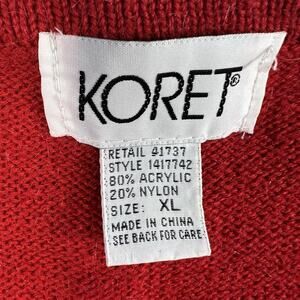 KORET®
RETAIL 41737
STYLE 1417742
80% ACRYLIC
20% NYLON
SIZE: XL
MADE IN CHINA
SEE BACK FOR CARE